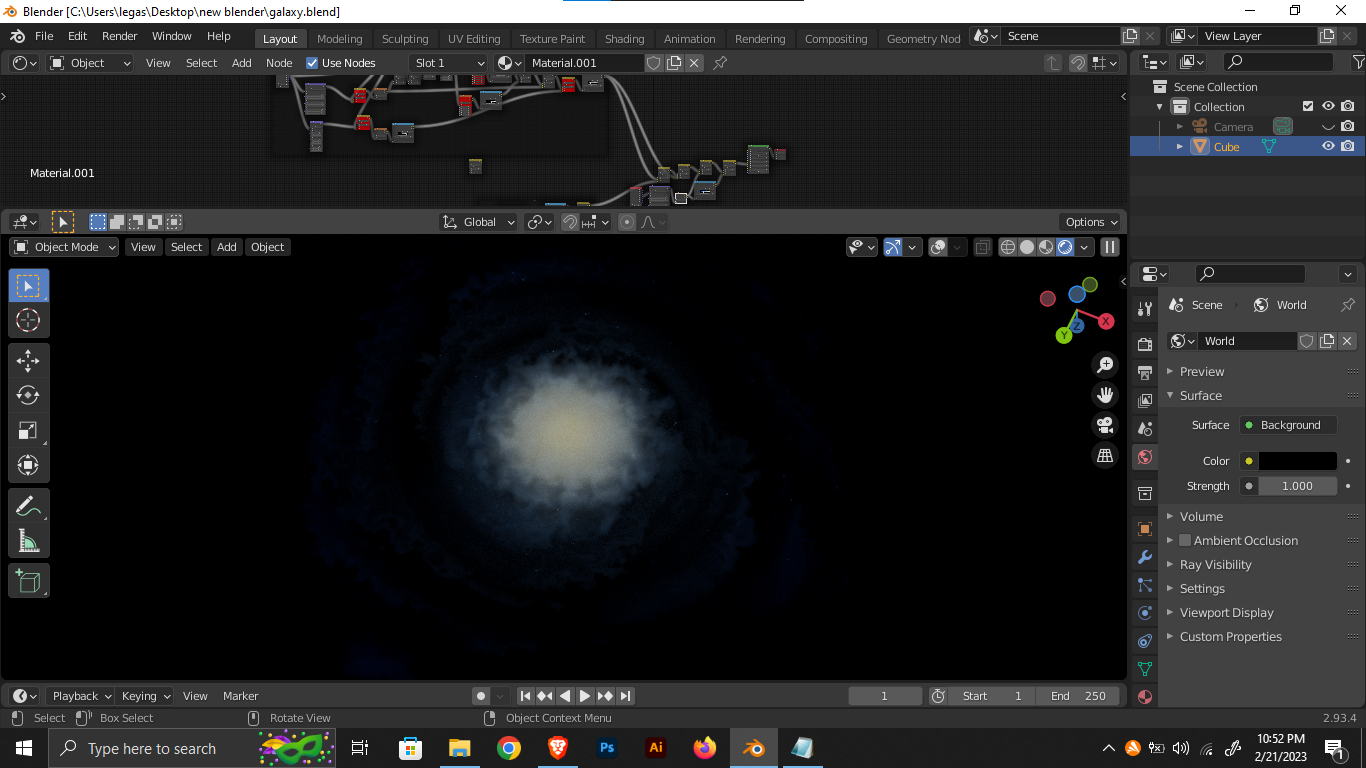 Blender [C:\Users\legas\Desktop\new blender\galaxy.blend]
File Edit Render Window Help Layout Modeling Sculpting UV Editing Texture Paint Shading Animation Rendering Compositing Geometry Nod Scene View Layer
Object View Select Add Node Use Nodes Slot 1 Material.001
Scene Collection
Collection
Camera
Cube
Material.001
Global Options
Object Mode View Select Add Object
X
Y
Z
Scene World
World
Preview
Surface
Surface Background
Color
Strength 1.000
Volume
Ambient Occlusion
Ray Visibility
Settings
Viewport Display
Custom Properties
Playback Keying View Marker 1 Start 1 End 250
Select Box Select Rotate View Object Context Menu 2.93.4
Type here to search Ps Ai 10:52 PM
2/21/2023
1